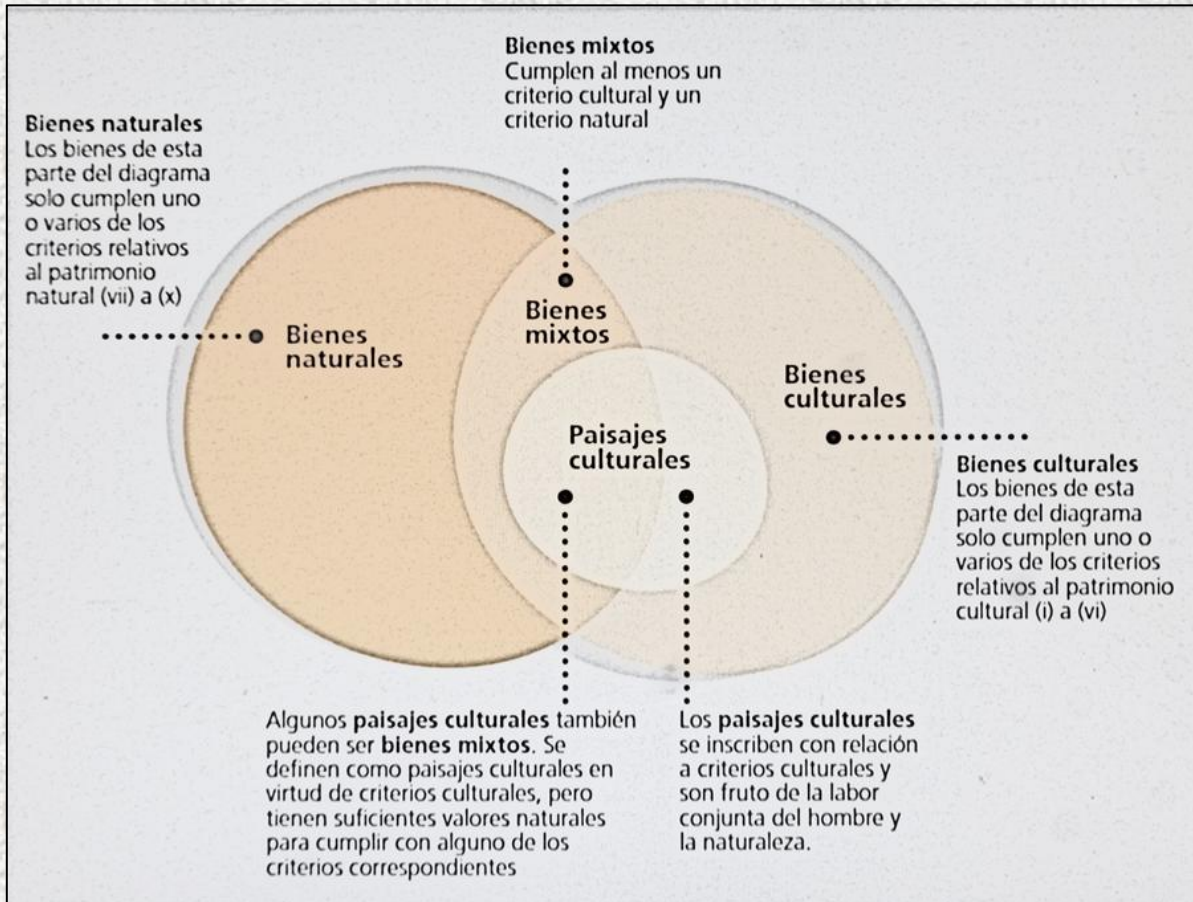 Bienes mixtos
Cumplen al menos un
criterio cultural y un
criterio natural
Bienes naturales
Los bienes de esta
parte del diagrama
solo cumplen uno
o varios de los
criterios relativos
al patrimonio
natural (vii) a (x)
Bienes
naturales
Bienes
mixtos
Bienes
culturales
Paisajes
culturales
Bienes culturales
Los bienes de esta
parte del diagrama
solo cumplen uno o
varios de los criterios
relativos al patrimonio
cultural (i) a (vi)
Algunos paisajes culturales también
pueden ser bienes mixtos. Se
definen como paisajes culturales en
virtud de criterios culturales, pero
tienen suficientes valores naturales
para cumplir con alguno de los
criterios correspondientes
Los paisajes culturales
se inscriben con relación
a criterios culturales y
son fruto de la labor
conjunta del hombre y
la naturaleza.